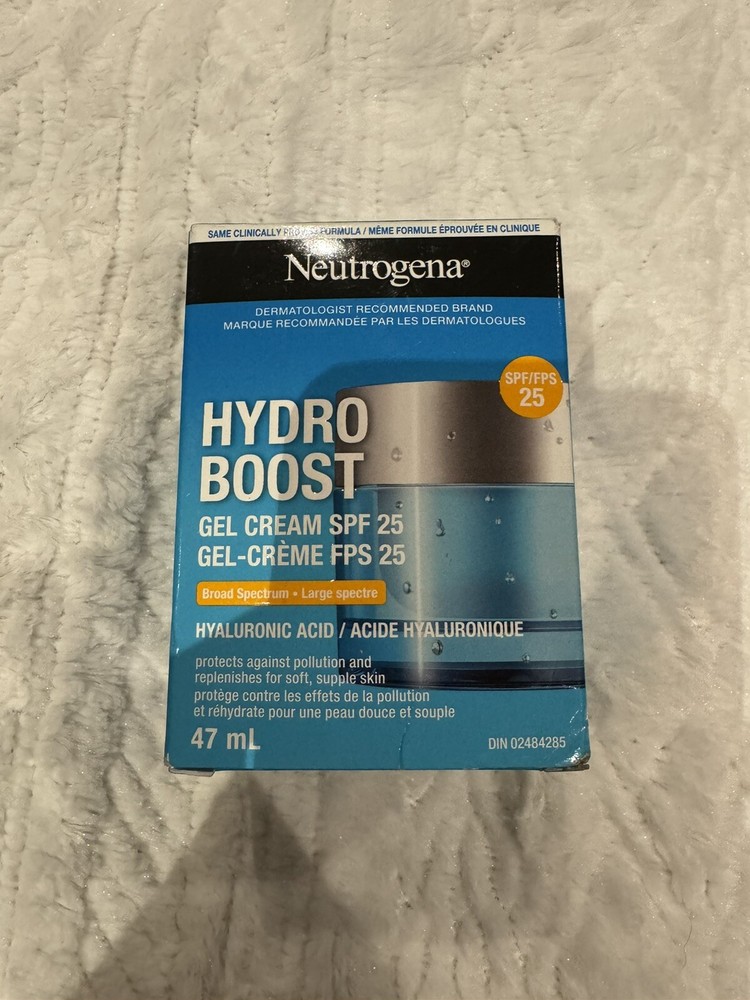 SAME CLINICALLY PROVEN FORMULA / MÊME FORMULE ÉPROUVÉE EN CLINIQUE
Neutrogena®
DERMATOLOGIST RECOMMENDED BRAND
MARQUE RECOMMANDÉE PAR LES DERMATOLOGUES
SPF/FPS
25
HYDRO
BOOST
GEL CREAM SPF 25
GEL-CRÈME FPS 25
Broad Spectrum • Large spectre
HYALURONIC ACID / ACIDE HYALURONIQUE
protects against pollution and
replenishes for soft, supple skin
protège contre les effets de la pollution
et réhydrate pour une peau douce et souple
47 mL
DIN 02484285